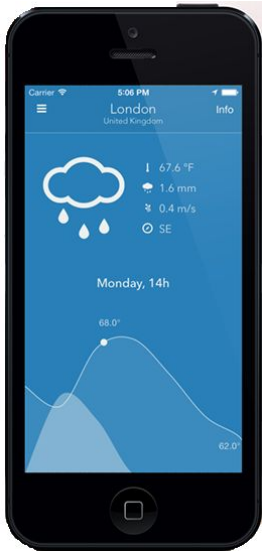 Carrier 5:06 PM
London
United Kingdom
Info
67.6 °F
1.6 mm
0.4 m/s
SE
Monday, 14h
68.0°
62.0°